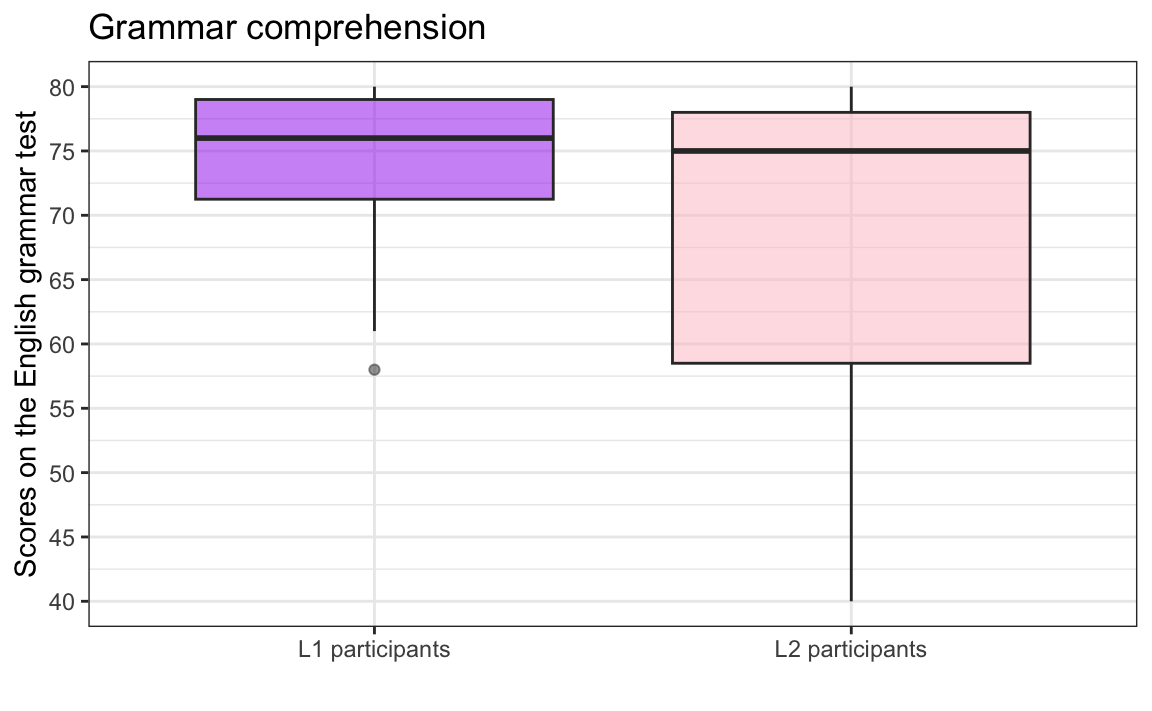 Grammar comprehension
Scores on the English grammar test
80
75
70
65
60
55
50
45
40
L1 participants
L2 participants